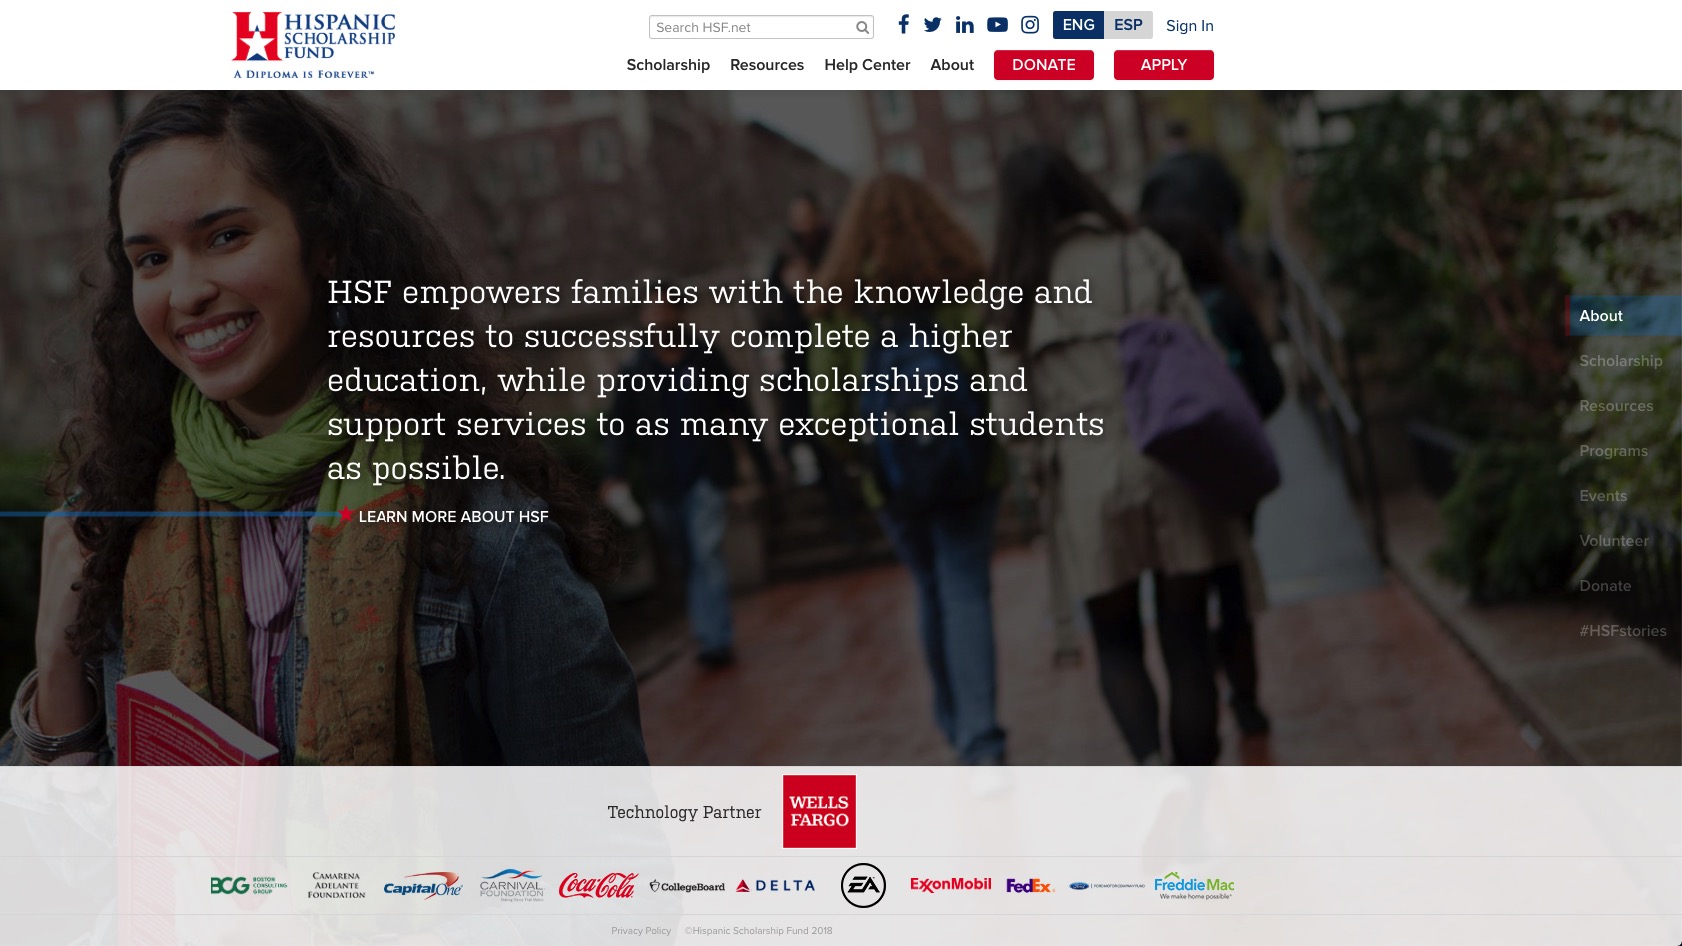 HISPANIC
SCHOLARSHIP
FUND
A DIPLOMA IS FOREVER™
Search HSF.net
ENG ESP Sign In
Scholarship Resources Help Center About DONATE APPLY
HSF empowers families with the knowledge and
resources to successfully complete a higher
education, while providing scholarships and
support services to as many exceptional students
as possible.
LEARN MORE ABOUT HSF
About
Scholarship
Resources
Programs
Events
Volunteer
Donate
#HSFstories
Technology Partner
WELLS
FARGO
BCG BOSTON
CONSULTING
GROUP
CAMARENA
ADELANTE
FOUNDATION
Capital One
CARNIVAL
FOUNDATION
Coca-Cola
CollegeBoard
DELTA
EA
ExxonMobil
FedEx
Ford FORD MOTOR COMPANY FUND
Freddie Mac
We make home possible®
Privacy Policy ©Hispanic Scholarship Fund 2018